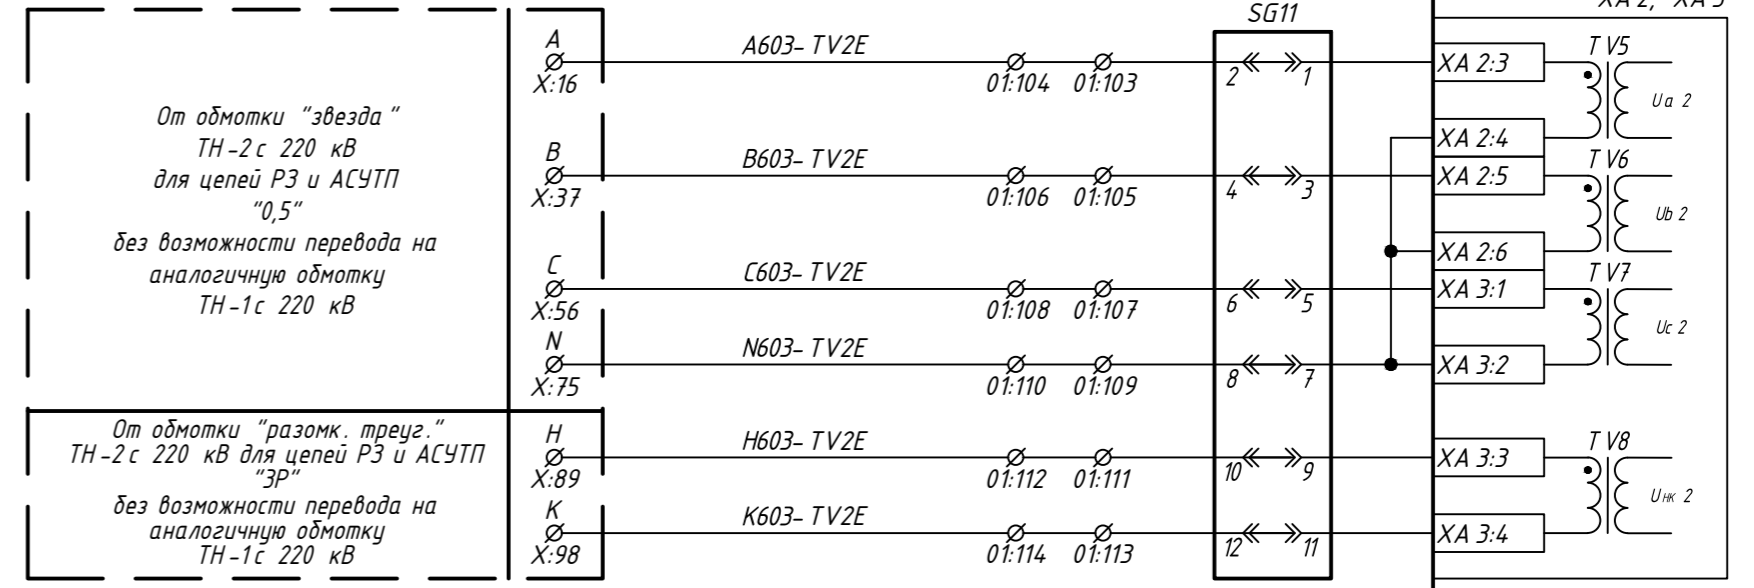 SG11
От обмотки "звезда"
ТН-2с 220 кВ
для цепей РЗ и АСУТП
"0,5"
без возможности перевода на
аналогичную обмотку
ТН-1с 220 кВ
A
X:16
A603-TV2E
01:104 01:103
2 1
XA 2:3
TV5
Ua 2
XA 2:4
B
X:37
B603-TV2E
01:106 01:105
4 3
XA 2:5
TV6
Ub 2
XA 2:6
C
X:56
C603-TV2E
01:108 01:107
6 5
XA 3:1
TV7
Uc 2
N
X:75
N603-TV2E
01:110 01:109
8 7
XA 3:2
От обмотки "разомк. треуг."
ТН-2с 220 кВ для цепей РЗ и АСУТП
"3Р"
без возможности перевода на
аналогичную обмотку
ТН-1с 220 кВ
Н
X:89
Н603-TV2E
01:112 01:111
10 9
XA 3:3
TV8
Uнк 2
К
X:98
К603-TV2E
01:114 01:113
12 11
XA 3:4